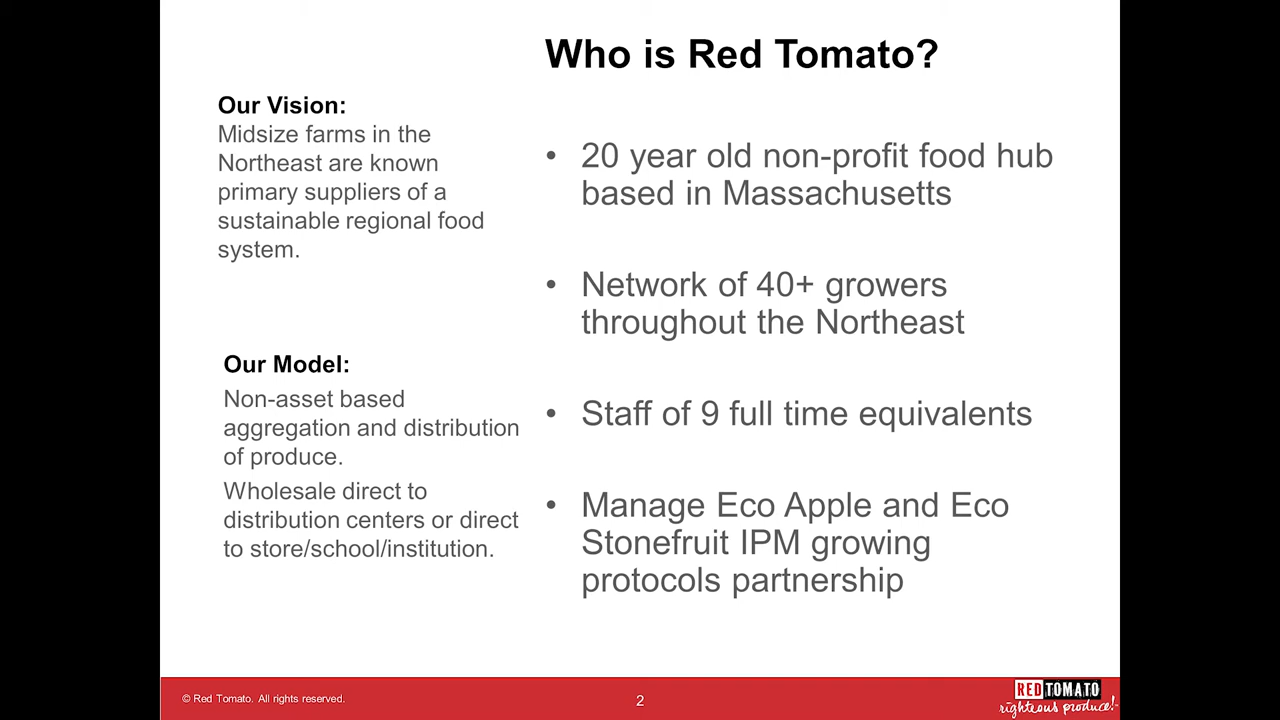 Who is Red Tomato?
Our Vision:
Midsize farms in the
Northeast are known
primary suppliers of a
sustainable regional food
system.
Our Model:
Non-asset based
aggregation and distribution
of produce.
Wholesale direct to
distribution centers or direct
to store/school/institution.
• 20 year old non-profit food hub
based in Massachusetts
• Network of 40+ growers
throughout the Northeast
• Staff of 9 full time equivalents
• Manage Eco Apple and Eco
Stonefruit IPM growing
protocols partnership
© Red Tomato. All rights reserved.
2
RED TOMATO
righteous produce!